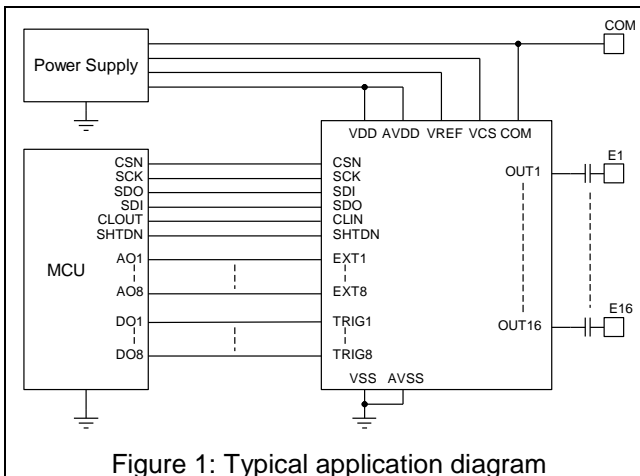 COM
Power Supply
VDD AVDD VREF VCS COM
E1
CSN CSN
SCK SCK
OUT1
SDO SDI
SDI SDO
CLOUT CLIN
SHTDN SHTDN
MCU
AO1 EXT1
AO8 EXT8
E16
DO1 TRIG1
OUT16
DO8 TRIG8
VSS AVSS
Figure 1: Typical application diagram